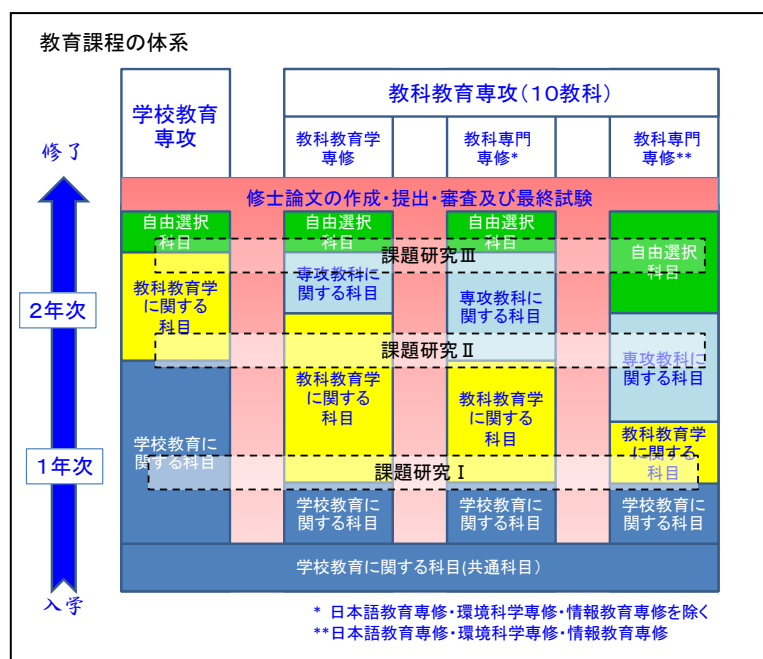 教育課程の体系
学校教育
専攻
教科教育専攻(10教科)
教科教育学
専修
教科専門
専修*
教科専門
専修**
修了
修士論文の作成・提出・審査及び最終試験
自由選択
科目
自由選択
科目
自由選択
科目
自由選択
科目
課題研究Ⅲ
教科教育学
に関する
科目
専攻教科に
関する科目
専攻教科に
関する科目
2年次
課題研究Ⅱ
専攻教科に
関する科目
教科教育学
に関する
科目
教科教育学
に関する
科目
教科教育学
に関する
科目
学校教育に
関する科目
1年次
課題研究Ⅰ
学校教育に
関する科目
学校教育に
関する科目
学校教育に
関する科目
学校教育に関する科目(共通科目)
入学
* 日本語教育専修・環境科学専修・情報教育専修を除く
**日本語教育専修・環境科学専修・情報教育専修